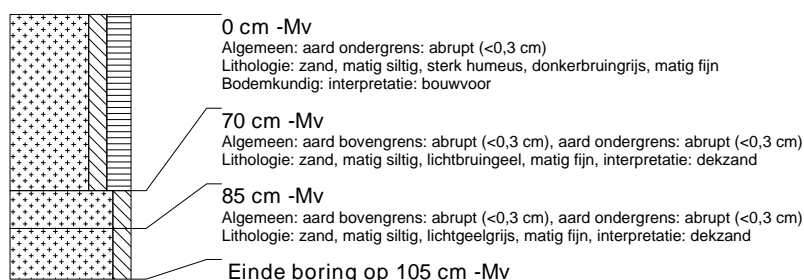 0 cm -Mv
Algemeen: aard ondergrens: abrupt (<0,3 cm)
Lithologie: zand, matig siltig, sterk humeus, donkerbruingrijs, matig fijn
Bodemkundig: interpretatie: bouwvoor
70 cm -Mv
Algemeen: aard bovengrens: abrupt (<0,3 cm), aard ondergrens: abrupt (<0,3 cm)
Lithologie: zand, matig siltig, lichtbruingeel, matig fijn, interpretatie: dekzand
85 cm -Mv
Algemeen: aard bovengrens: abrupt (<0,3 cm), aard ondergrens: abrupt (<0,3 cm)
Lithologie: zand, matig siltig, lichtgeelgrijs, matig fijn, interpretatie: dekzand
Einde boring op 105 cm -Mv